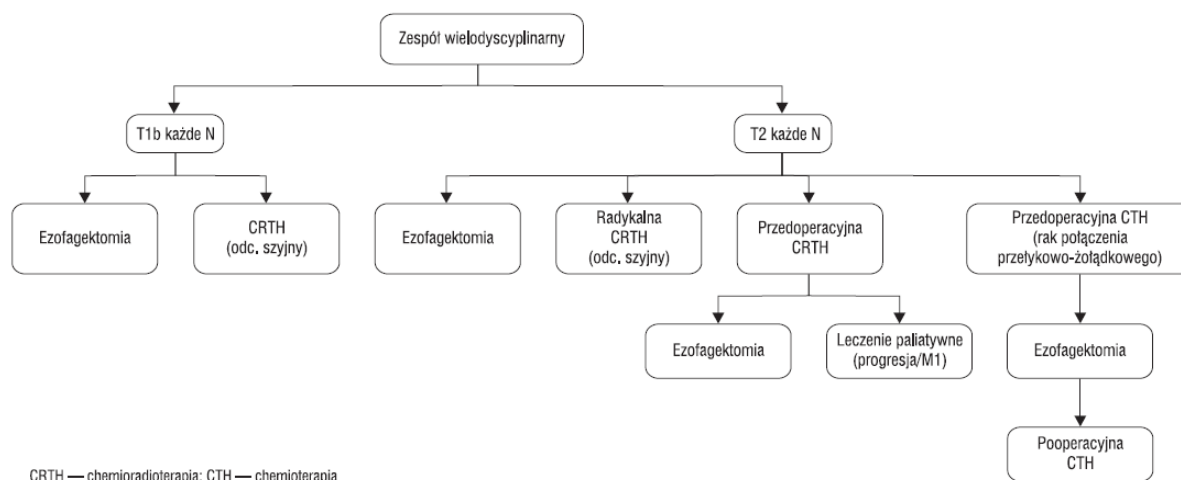 Zespół wielodyscyplinarny
T1b każde N
T2 każde N
Ezofagektomia
CRTH
(odc. szyjny)
Ezofagektomia
Radykalna
CRTH
(odc. szyjny)
Przedoperacyjna
CRTH
Przedoperacyjna CTH
(rak połączenia
przełykowo-żołądkowego)
Ezofagektomia
Leczenie paliatywne
(progresja/M1)
Ezofagektomia
Pooperacyjna
CTH
CRTH — chemioradioterapia; CTH — chemioterapia